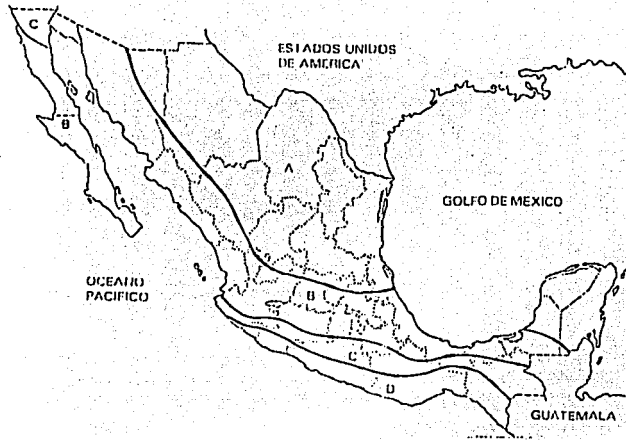 C
ESTADOS UNIDOS
DE AMERICA
B
A
GOLFO DE MEXICO
OCEANO
PACIFICO
B
C
D
GUATEMALA